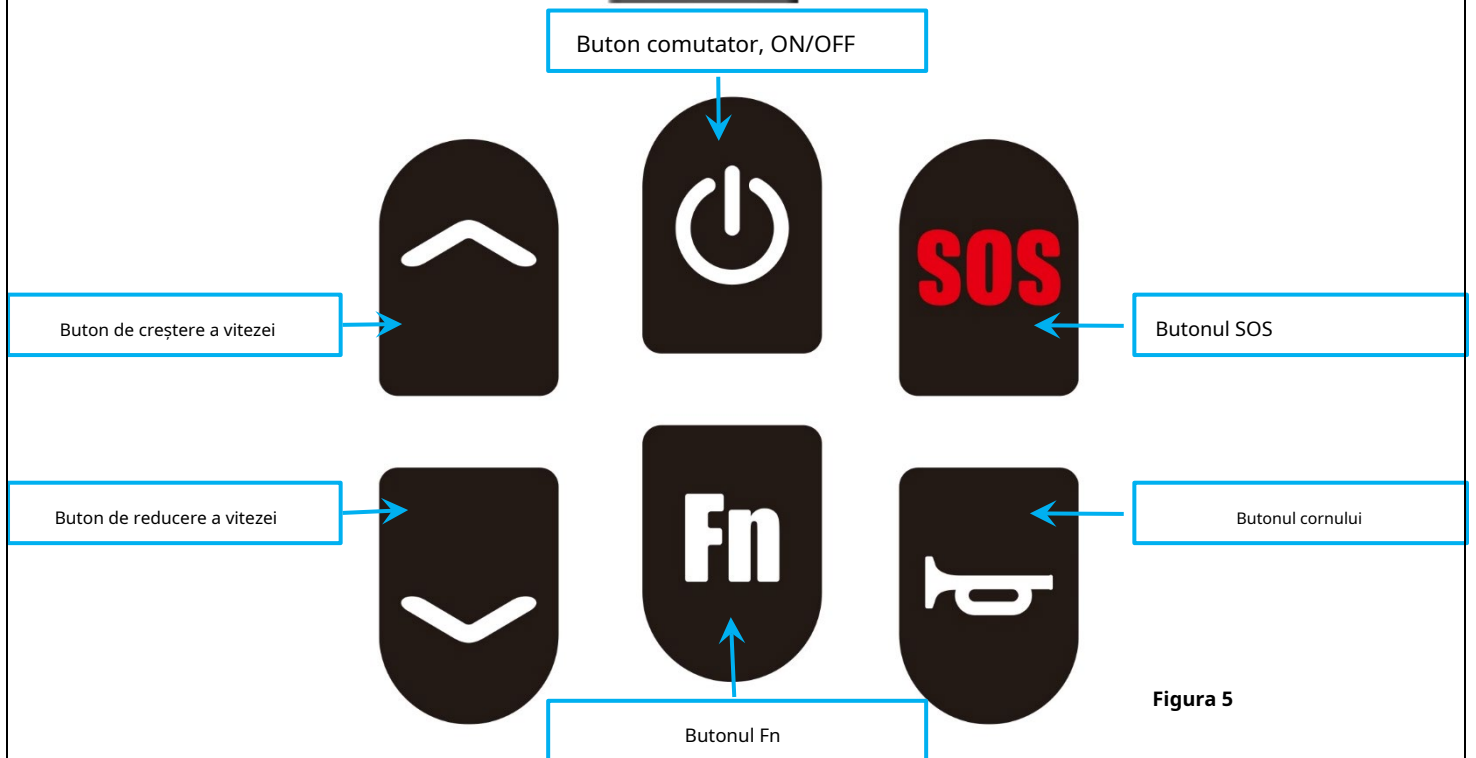 Buton comutator, ON/OFF
SOS
Buton de creștere a vitezei
Butonul SOS
Buton de reducere a vitezei
Fn
Butonul cornului
Figura 5
Butonul Fn